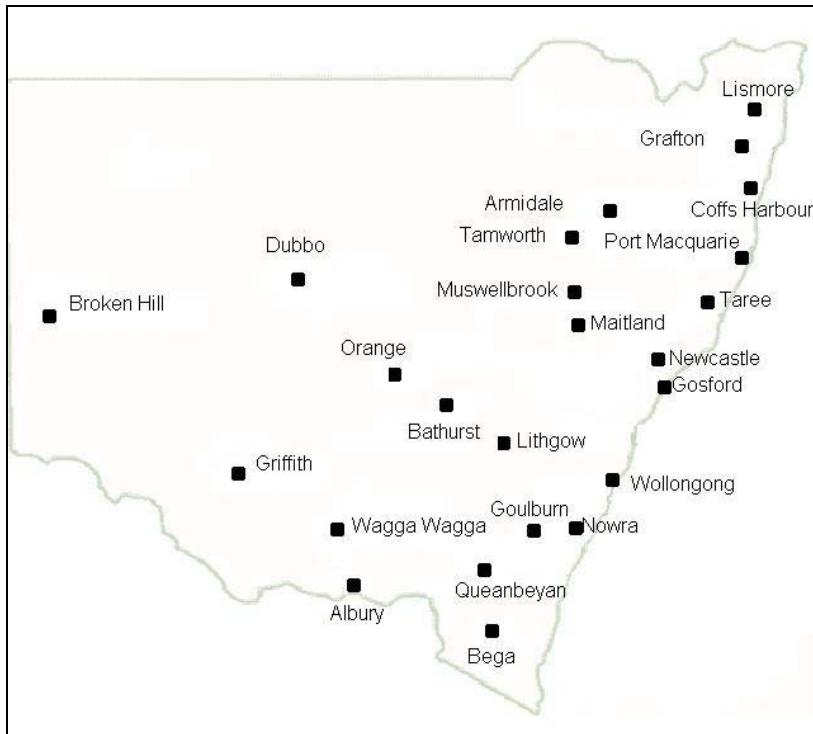 Lismore
Grafton
Armidale
Coffs Harbour
Tamworth
Port Macquarie
Dubbo
Muswellbrook
Broken Hill
Taree
Maitland
Orange
Newcastle
Gosford
Bathurst
Lithgow
Griffith
Wollongong
Goulburn
Wagga Wagga
Nowra
Queanbeyan
Albury
Bega